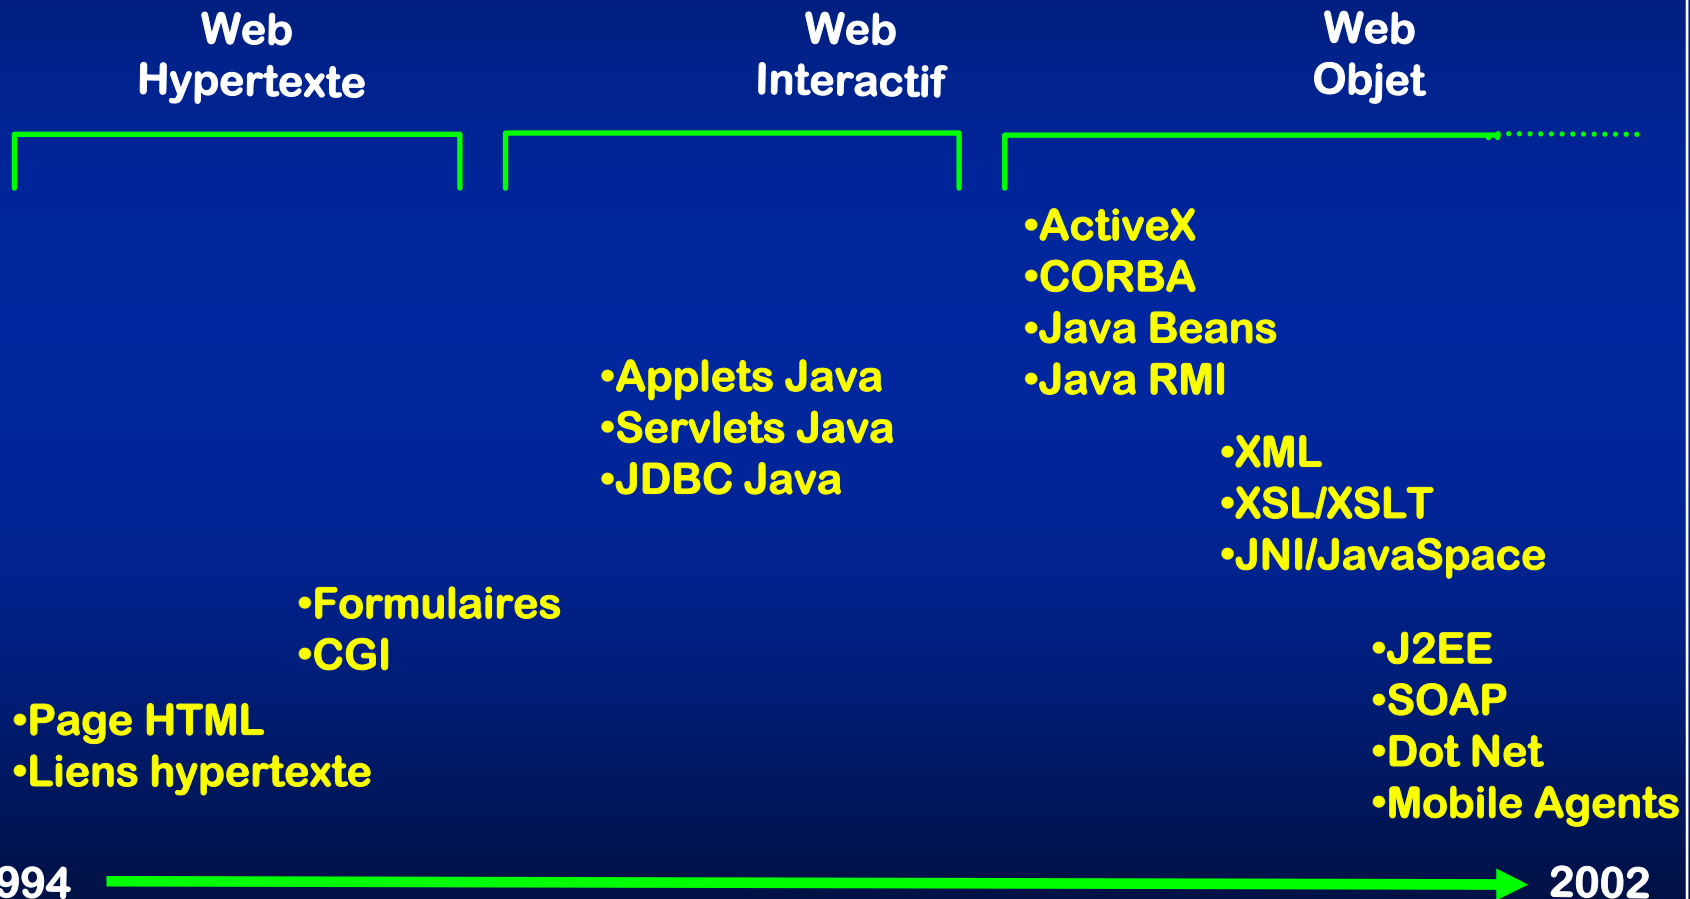 Web
Hypertexte
Web
Interactif
Web
Objet
•ActiveX
•CORBA
•Java Beans
•Java RMI
•Applets Java
•Servlets Java
•JDBC Java
•XML
•XSL/XSLT
•JNI/JavaSpace
•Formulaires
•CGI
•J2EE
•SOAP
•Dot Net
•Mobile Agents
•Page HTML
•Liens hypertexte
994
2002